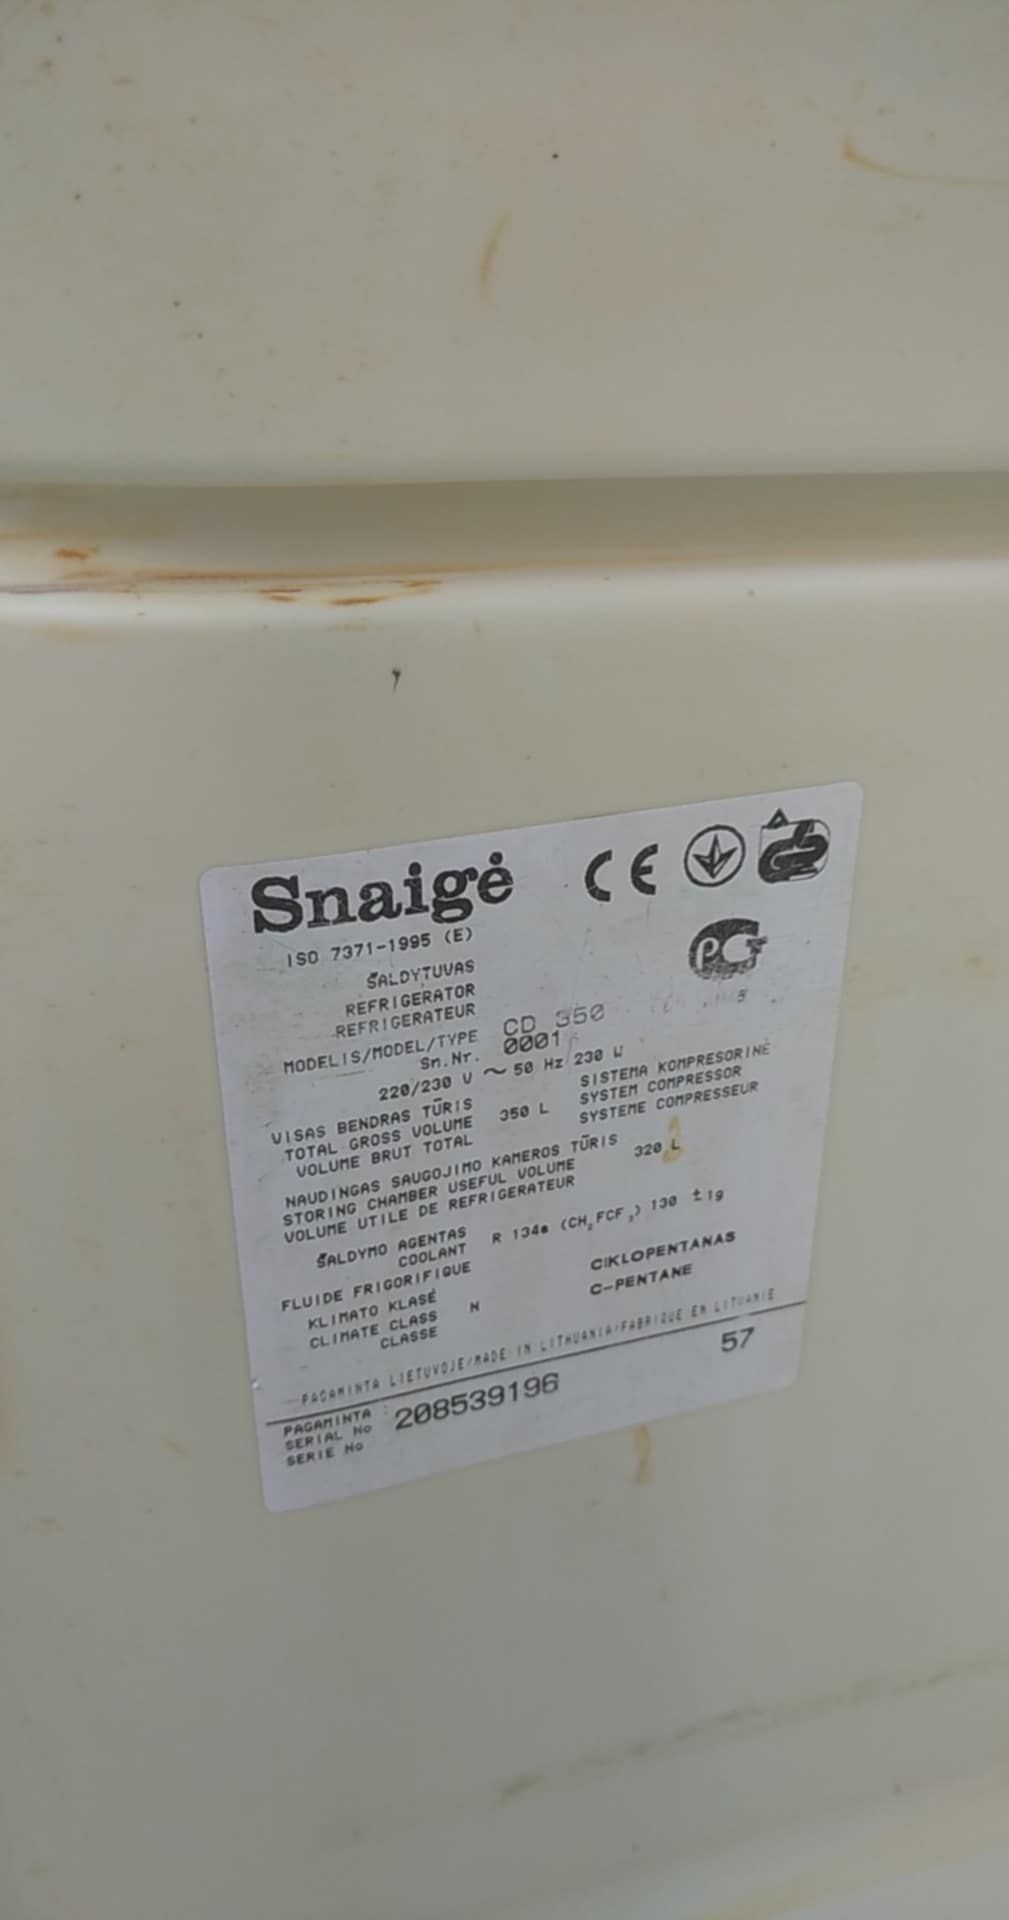 Snaigė CE
ISO 7371-1995 (E)
ŠALDYTUVAS
REFRIGERATOR
REFRIGERATEUR
MODELIS/MODEL/TYPE CD 350
Sn.Nr. 0001
220/230 V ~ 50 Hz 230 W
VISAS BENDRAS TŪRIS
TOTAL GROSS VOLUME 350 L
VOLUME BRUT TOTAL
SISTEMA KOMPRESORINĖ
SYSTEM COMPRESSOR
SYSTEME COMPRESSEUR
NAUDINGAS SAUGOJIMO KAMEROS TŪRIS
STORING CHAMBER USEFUL VOLUME 320 L
VOLUME UTILE DE REFRIGERATEUR
ŠALDYMO AGENTAS
COOLANT R 134a (CH₂FCF₃) 130 ±1g
FLUIDE FRIGORIFIQUE
KLIMATO KLASĖ
CLIMATE CLASS N
CLASSE
CIKLOPENTANAS
C-PENTANE
PAGAMINTA LIETUVOJE/MADE IN LITHUANIA/FABRIQUE EN LITUANIE
PAGAMINTA :
SERIAL No 208539196 57
SERIE No